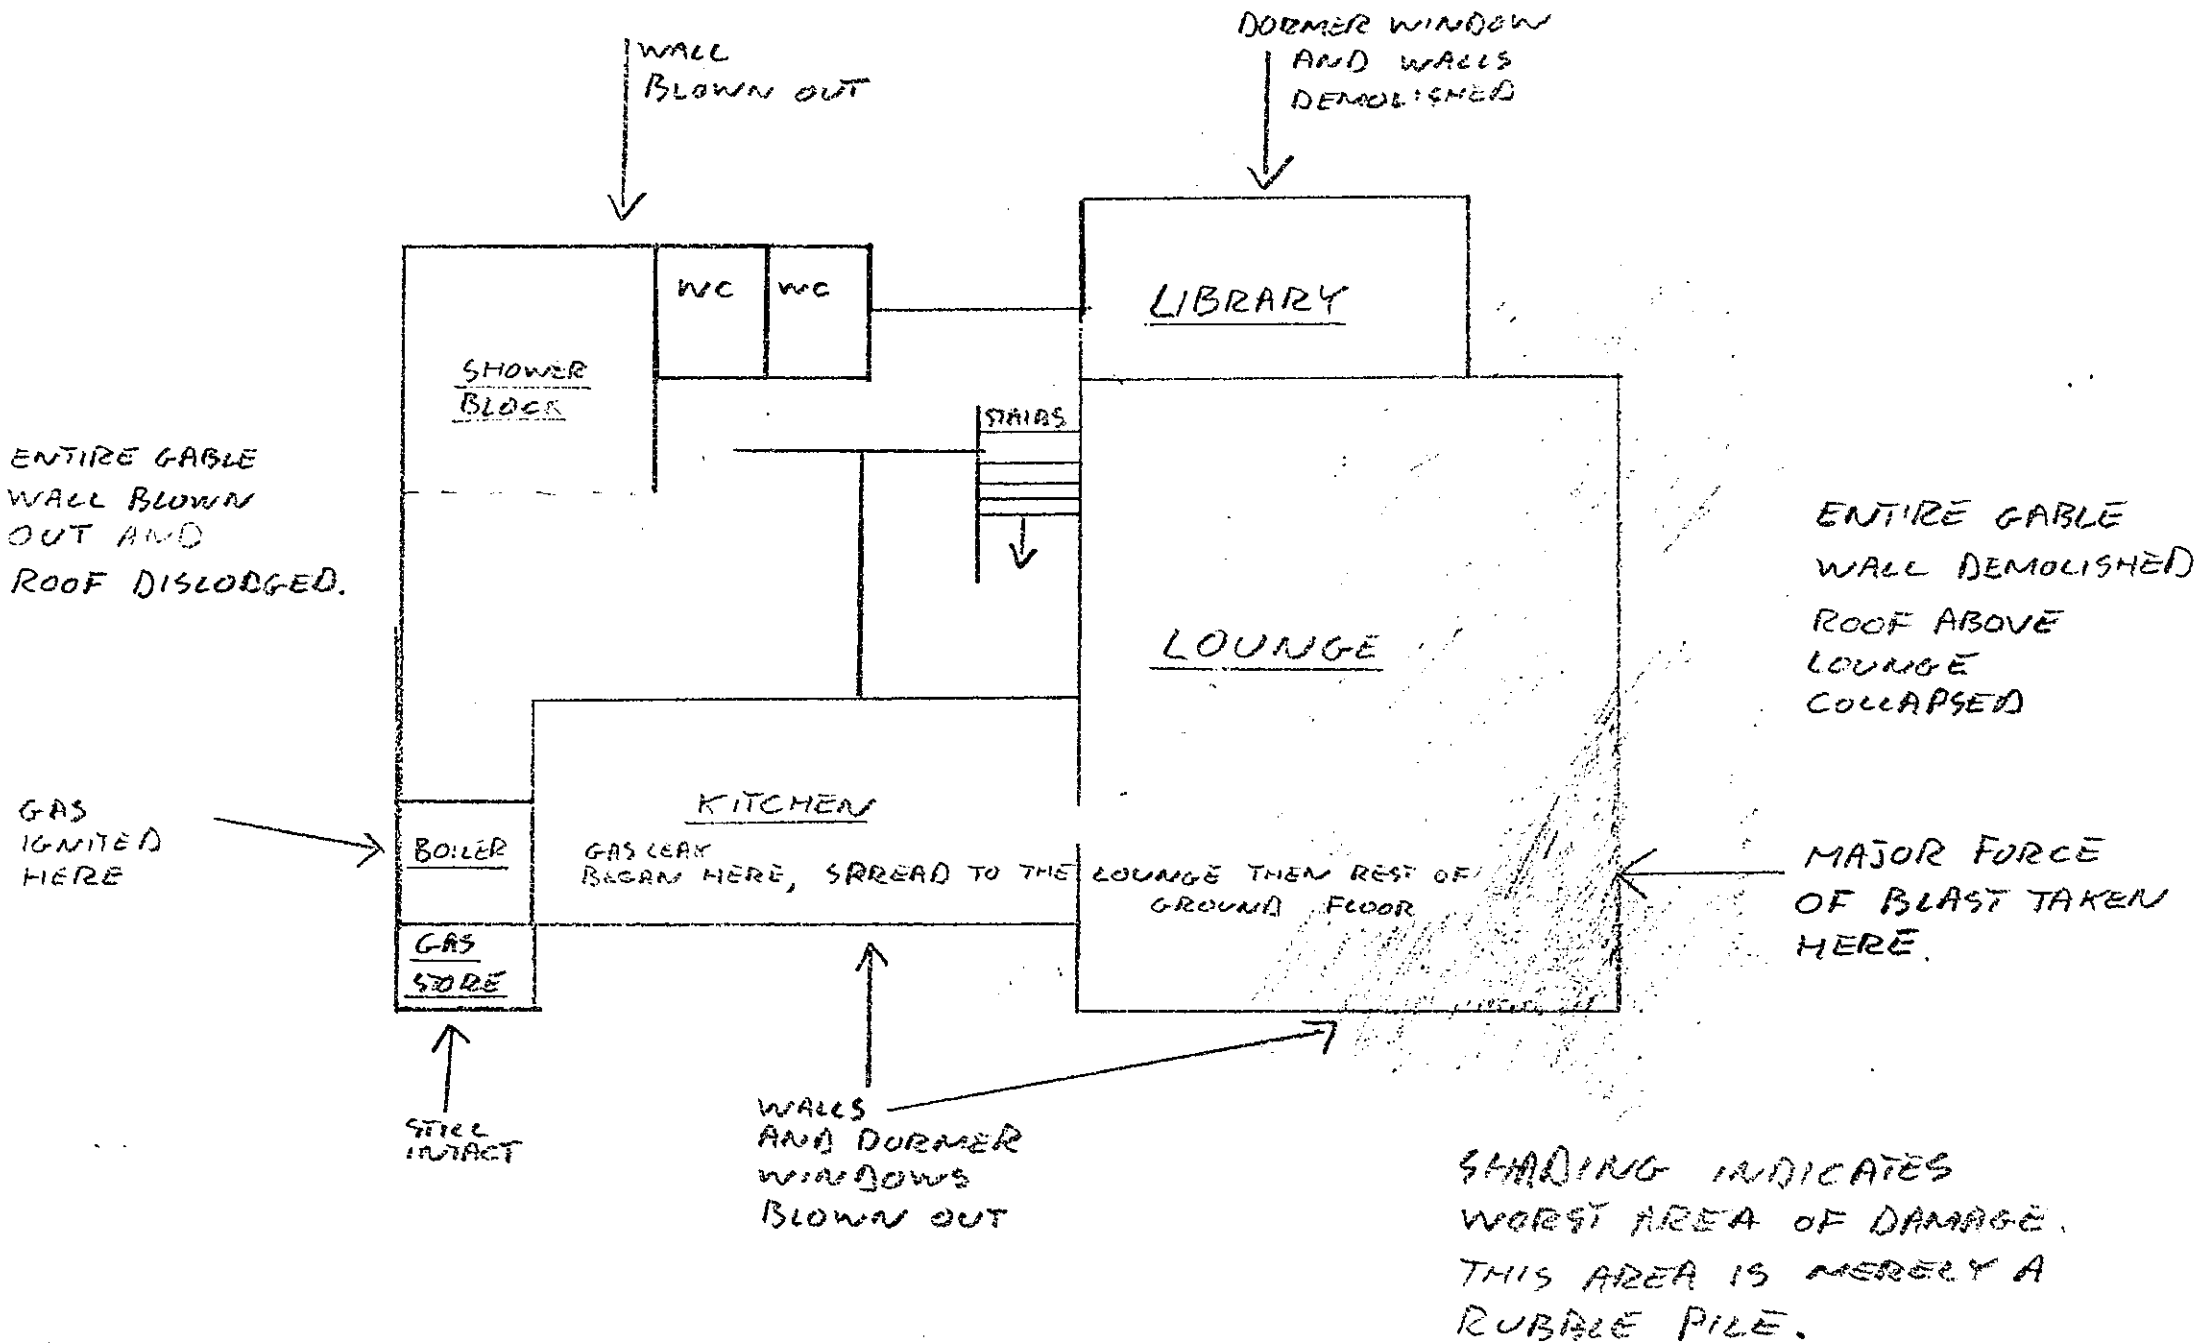 WALL
BLOWN OUT
DORMER WINDOW
AND WALLS
DEMOLISHED
WC
WC
LIBRARY
SHOWER
BLOCK
STAIRS
ENTIRE GABLE
WALL BLOWN
OUT AND
ROOF DISLODGED.
ENTIRE GABLE
WALL DEMOLISHED
ROOF ABOVE
LOUNGE
COLLAPSED
LOUNGE
GAS
IGNITED
HERE
BOILER
KITCHEN
GAS LEAK
BEGAN HERE, SPREAD TO THE LOUNGE THEN REST OF
GROUND FLOOR
MAJOR FORCE
OF BLAST TAKEN
HERE.
GAS
STORE
STILL
INTACT
WALLS
AND DORMER
WINDOWS
BLOWN OUT
SHADING INDICATES
WORST AREA OF DAMAGE.
THIS AREA IS MERELY A
RUBBLE PILE.